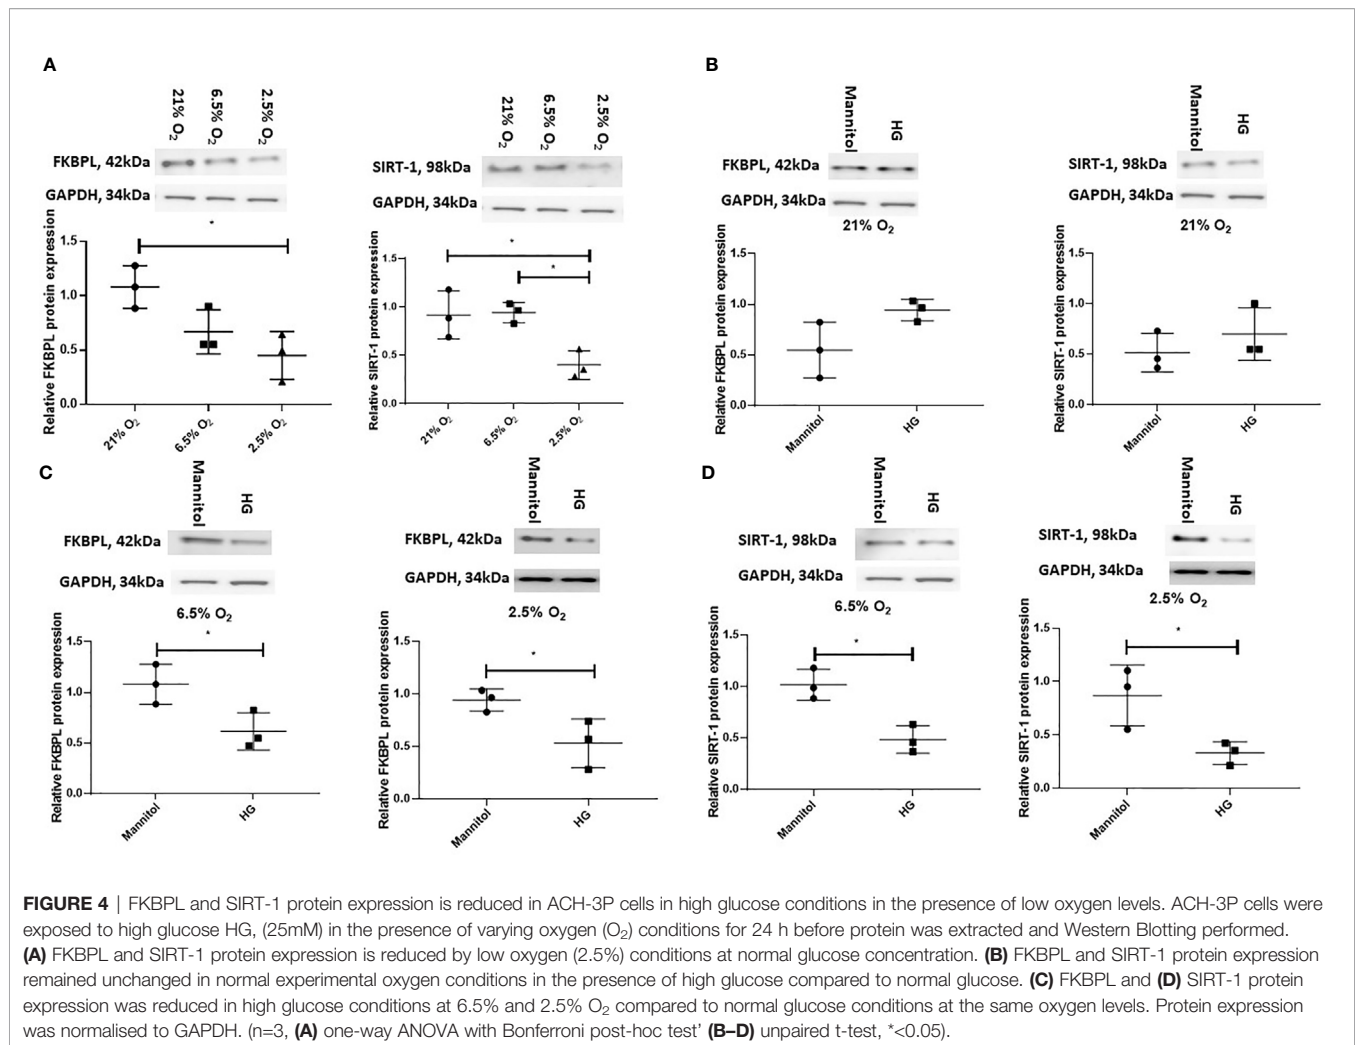 A
21% O2
6.5% O2
2.5% O2
FKBPL, 42kDa
GAPDH, 34kDa
Relative FKBPL protein expression
1.5
1.0
0.5
0.0
*
21% O2
6.5% O2
2.5% O2
21% O2
6.5% O2
2.5% O2
SIRT-1, 98kDa
GAPDH, 34kDa
Relative SIRT-1 protein expression
1.5
1.0
0.5
0.0
*
*
21% O2
6.5% O2
2.5% O2
B
Mannitol
HG
FKBPL, 42kDa
GAPDH, 34kDa
21% O2
Relative FKBPL protein expression
1.5
1.0
0.5
0.0
Mannitol
HG
Mannitol
HG
SIRT-1, 98kDa
GAPDH, 34kDa
21% O2
Relative SIRT-1 protein expression
1.5
1.0
0.5
0.0
Mannitol
HG
C
Mannitol
HG
FKBPL, 42kDa
GAPDH, 34kDa
6.5% O2
Relative FKBPL protein expression
1.5
1.0
0.5
0.0
*
Mannitol
HG
Mannitol
HG
FKBPL, 42kDa
GAPDH, 34kDa
2.5% O2
Relative FKBPL protein expression
1.5
1.0
0.5
0.0
*
Mannitol
HG
D
Mannitol
HG
SIRT-1, 98kDa
GAPDH, 34kDa
6.5% O2
Relative SIRT-1 protein expression
1.5
1.0
0.5
0.0
*
Mannitol
HG
Mannitol
HG
SIRT-1, 98kDa
GAPDH, 34kDa
2.5% O2
Relative SIRT-1 protein expression
1.5
1.0
0.5
0.0
*
Mannitol
HG
FIGURE 4 | FKBPL and SIRT-1 protein expression is reduced in ACH-3P cells in high glucose conditions in the presence of low oxygen levels. ACH-3P cells were
exposed to high glucose HG, (25mM) in the presence of varying oxygen (O2) conditions for 24 h before protein was extracted and Western Blotting performed.
(A) FKBPL and SIRT-1 protein expression is reduced by low oxygen (2.5%) conditions at normal glucose concentration. (B) FKBPL and SIRT-1 protein expression
remained unchanged in normal experimental oxygen conditions in the presence of high glucose compared to normal glucose. (C) FKBPL and (D) SIRT-1 protein
expression was reduced in high glucose conditions at 6.5% and 2.5% O2 compared to normal glucose conditions at the same oxygen levels. Protein expression
was normalised to GAPDH. (n=3, (A) one-way ANOVA with Bonferroni post-hoc test' (B–D) unpaired t-test, *<0.05).